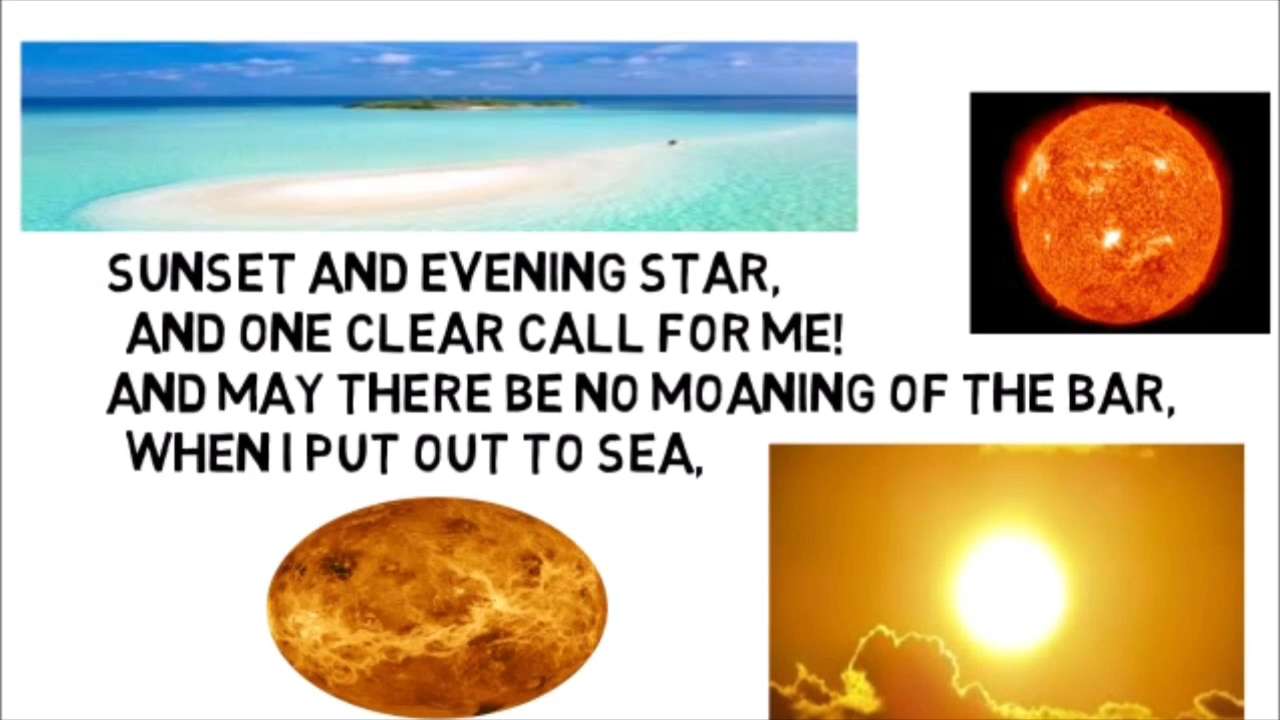 SUNSET AND EVENING STAR,
AND ONE CLEAR CALL FOR ME!
AND MAY THERE BE NO MOANING OF THE BAR,
WHEN I PUT OUT TO SEA,